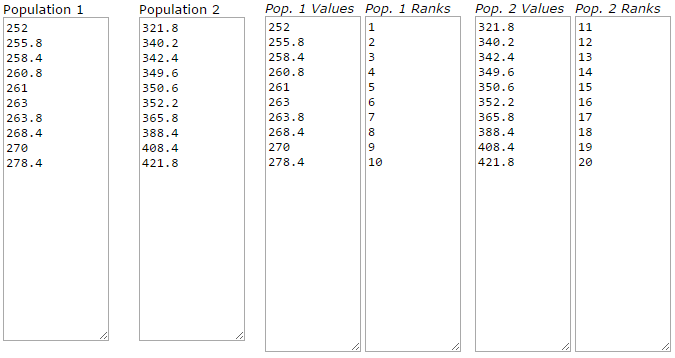 Population 1 Population 2 Pop. 1 Values Pop. 1 Ranks Pop. 2 Values Pop. 2 Ranks
252 321.8 252 1 321.8 11
255.8 340.2 255.8 2 340.2 12
258.4 342.4 258.4 3 342.4 13
260.8 349.6 260.8 4 349.6 14
261 350.6 261 5 350.6 15
263 352.2 263 6 352.2 16
263.8 365.8 263.8 7 365.8 17
268.4 388.4 268.4 8 388.4 18
270 408.4 270 9 408.4 19
278.4 421.8 278.4 10 421.8 20